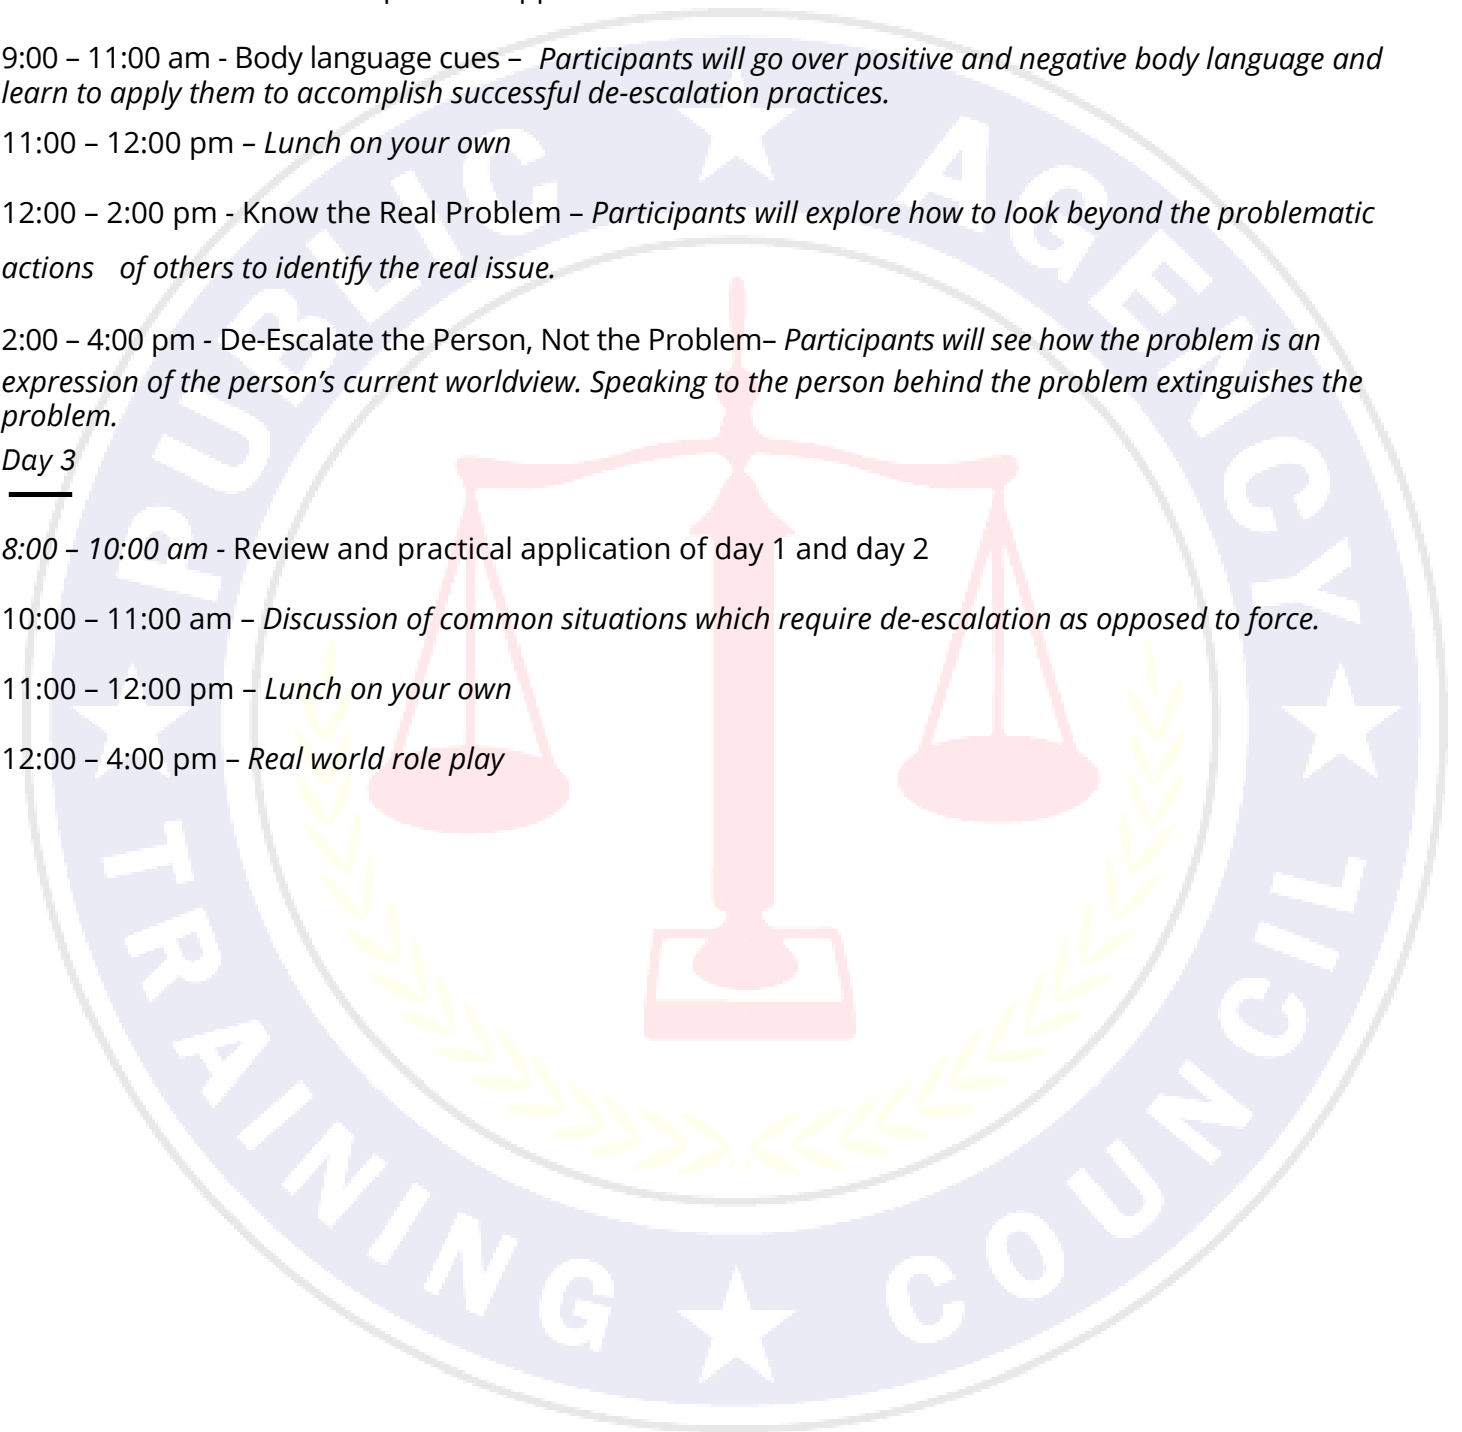 9:00 – 11:00 am - Body language cues – Participants will go over positive and negative body language and
learn to apply them to accomplish successful de-escalation practices.
11:00 – 12:00 pm – Lunch on your own
12:00 – 2:00 pm - Know the Real Problem – Participants will explore how to look beyond the problematic
actions of others to identify the real issue.
2:00 – 4:00 pm - De-Escalate the Person, Not the Problem– Participants will see how the problem is an
expression of the person’s current worldview. Speaking to the person behind the problem extinguishes the
problem.
Day 3
8:00 – 10:00 am - Review and practical application of day 1 and day 2
10:00 – 11:00 am – Discussion of common situations which require de-escalation as opposed to force.
11:00 – 12:00 pm – Lunch on your own
12:00 – 4:00 pm – Real world role play
PUBLIC AGENCY
TRAINING COUNCIL